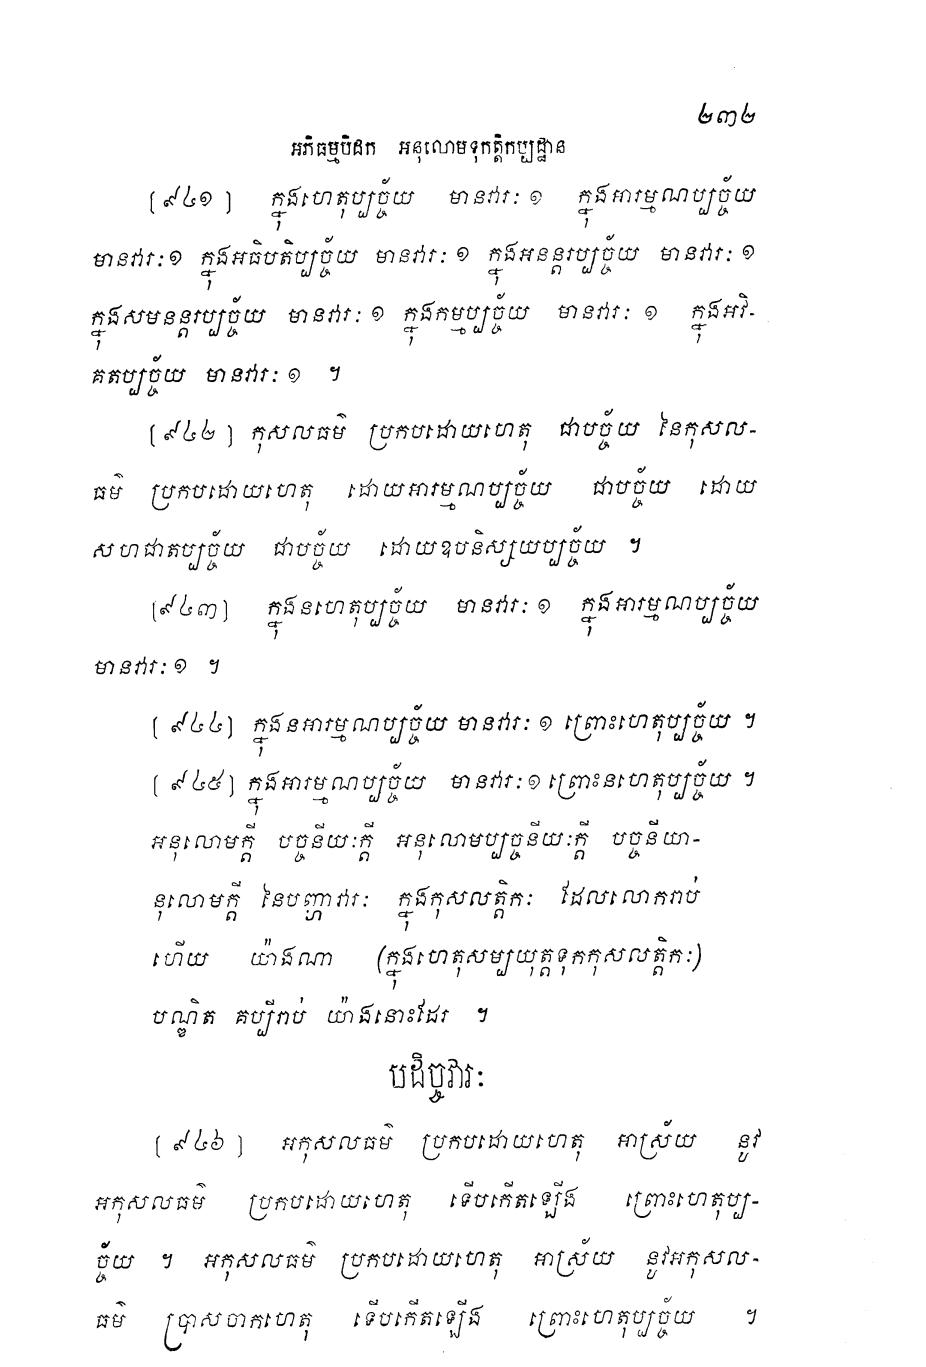 ២៣២
អភិធម្មបិដក អនុលោមទុកត្តិកប្បដ្ឋាន
[៩៤១] ក្នុងហេតុប្បច្ច័យ មានវារៈ ១ ក្នុងអារម្មណប្បច្ច័យ
មានវារៈ ១ ក្នុងអធិបតិប្បច្ច័យ មានវារៈ ១ ក្នុងអនន្តរប្បច្ច័យ មានវារៈ ១
ក្នុងសមនន្តរប្បច្ច័យ មានវារៈ ១ ក្នុងកម្មប្បច្ច័យ មានវារៈ ១ ក្នុងអវិ-
គតប្បច្ច័យ មានវារៈ ១ ។
[៩៤២] កុសលធម៌ ប្រកបដោយហេតុ ជាបច្ច័យ នៃកុសល-
ធម៌ ប្រកបដោយហេតុ ដោយអារម្មណប្បច្ច័យ ជាបច្ច័យ ដោយ
សហជាតប្បច្ច័យ ជាបច្ច័យ ដោយឧបនិស្សយប្បច្ច័យ ។
[៩៤៣] ក្នុងនហេតុប្បច្ច័យ មានវារៈ ១ ក្នុងអារម្មណប្បច្ច័យ
មានវារៈ ១ ។
[៩៤៤] ក្នុងនអារម្មណប្បច្ច័យ មានវារៈ ១ ព្រោះហេតុប្បច្ច័យ ។
[៩៤៥] ក្នុងអារម្មណប្បច្ច័យ មានវារៈ ១ ព្រោះនហេតុប្បច្ច័យ ។
អនុលោមក្តី បច្ចនីយៈក្តី អនុលោមប្បច្ចនីយៈក្តី បច្ចនីយា-
នុលោមក្តី នៃបញ្ហាវារៈ ក្នុងកុសលត្តិកៈ ដែលលោករាប់
ហើយ យ៉ាងណា (ក្នុងហេតុសម្បយុត្តទុកកុសលត្តិកៈ)
បណ្ឌិត គប្បីរាប់ យ៉ាងនោះដែរ ។
បដិច្ចវារៈ
[៩៤៦] អកុសលធម៌ ប្រកបដោយហេតុ អាស្រ័យ នូវ
អកុសលធម៌ ប្រកបដោយហេតុ ទើបកើតឡើង ព្រោះហេតុប្ប-
ច្ច័យ ។ អកុសលធម៌ ប្រកបដោយហេតុ អាស្រ័យ នូវអកុសល-
ធម៌ ប្រាសចាកហេតុ ទើបកើតឡើង ព្រោះហេតុប្បច្ច័យ ។